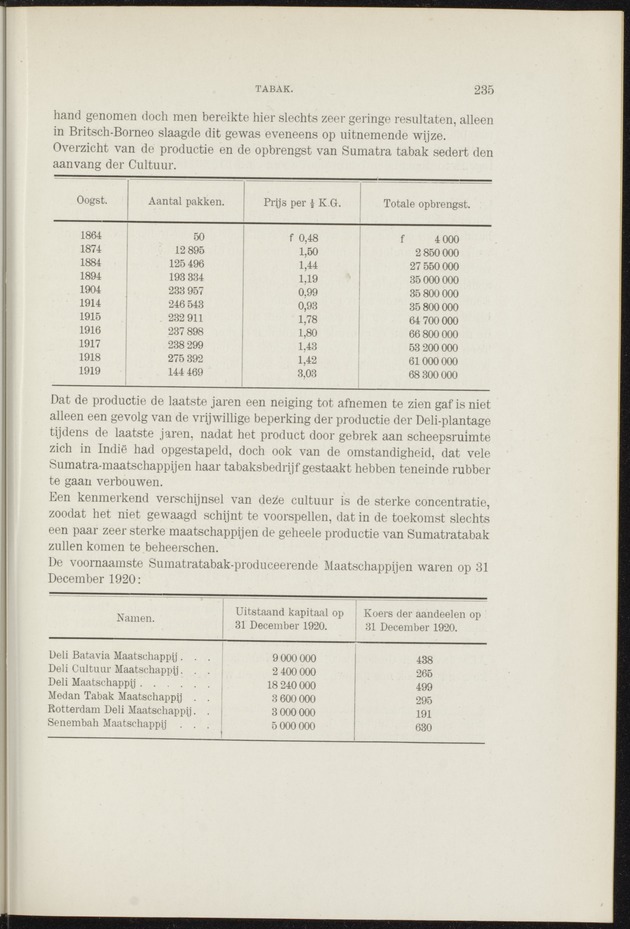 TABAK. 235
hand genomen doch men bereikte hier slechts zeer geringe resultaten, alleen
in Britsch-Borneo slaagde dit gewas eveneens op uitnemende wijze.
Overzicht van de productie en de opbrengst van Sumatra tabak sedert den
aanvang der Cultuur.
Oogst. Aantal pakken. Prijs per ½ K.G. Totale opbrengst.
1864 50 f 0,48 f 4 000
1874 12 895 1,50 2 850 000
1884 125 496 1,44 27 550 000
1894 193 334 1,19 35 000 000
1904 233 957 0,99 35 800 000
1914 246 543 0,93 35 800 000
1915 232 911 1,78 64 700 000
1916 237 898 1,80 66 800 000
1917 238 299 1,43 53 200 000
1918 275 392 1,42 61 000 000
1919 144 469 3,03 68 300 000
Dat de productie de laatste jaren een neiging tot afnemen te zien gaf is niet
alleen een gevolg van de vrijwillige beperking der productie der Deli-plantage
tijdens de laatste jaren, nadat het product door gebrek aan scheepsruimte
zich in Indië had opgestapeld, doch ook van de omstandigheid, dat vele
Sumatra-maatschappijen haar tabaksbedrijf gestaakt hebben teneinde rubber
te gaan verbouwen.
Een kenmerkend verschijnsel van deze cultuur is de sterke concentratie,
zoodat het niet gewaagd schijnt te voorspellen, dat in de toekomst slechts
een paar zeer sterke maatschappijen de geheele productie van Sumatratabak
zullen komen te beheerschen.
De voornaamste Sumatratabak-produceerende Maatschappijen waren op 31
December 1920:
Namen. Uitstaand kapitaal op Koers der aandeelen op
31 December 1920. 31 December 1920.
Deli Batavia Maatschappij . . . 9 000 000 438
Deli Cultuur Maatschappij . . . 2 400 000 265
Deli Maatschappij . . . . . . 18 240 000 499
Medan Tabak Maatschappij . . 3 600 000 295
Rotterdam Deli Maatschappij . . 3 000 000 191
Senembah Maatschappij . . . 5 000 000 630